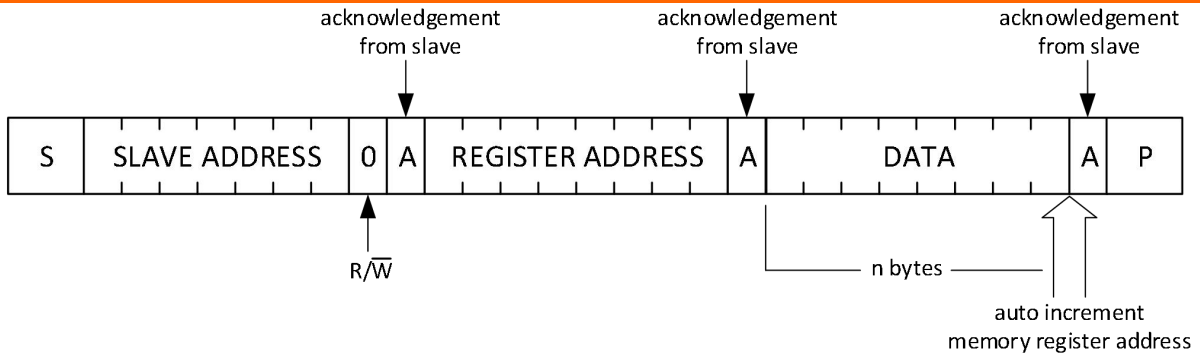 acknowledgement acknowledgement acknowledgement
from slave from slave from slave
S SLAVE ADDRESS 0 A REGISTER ADDRESS A DATA A P
R/W̅
n bytes
auto increment
memory register address